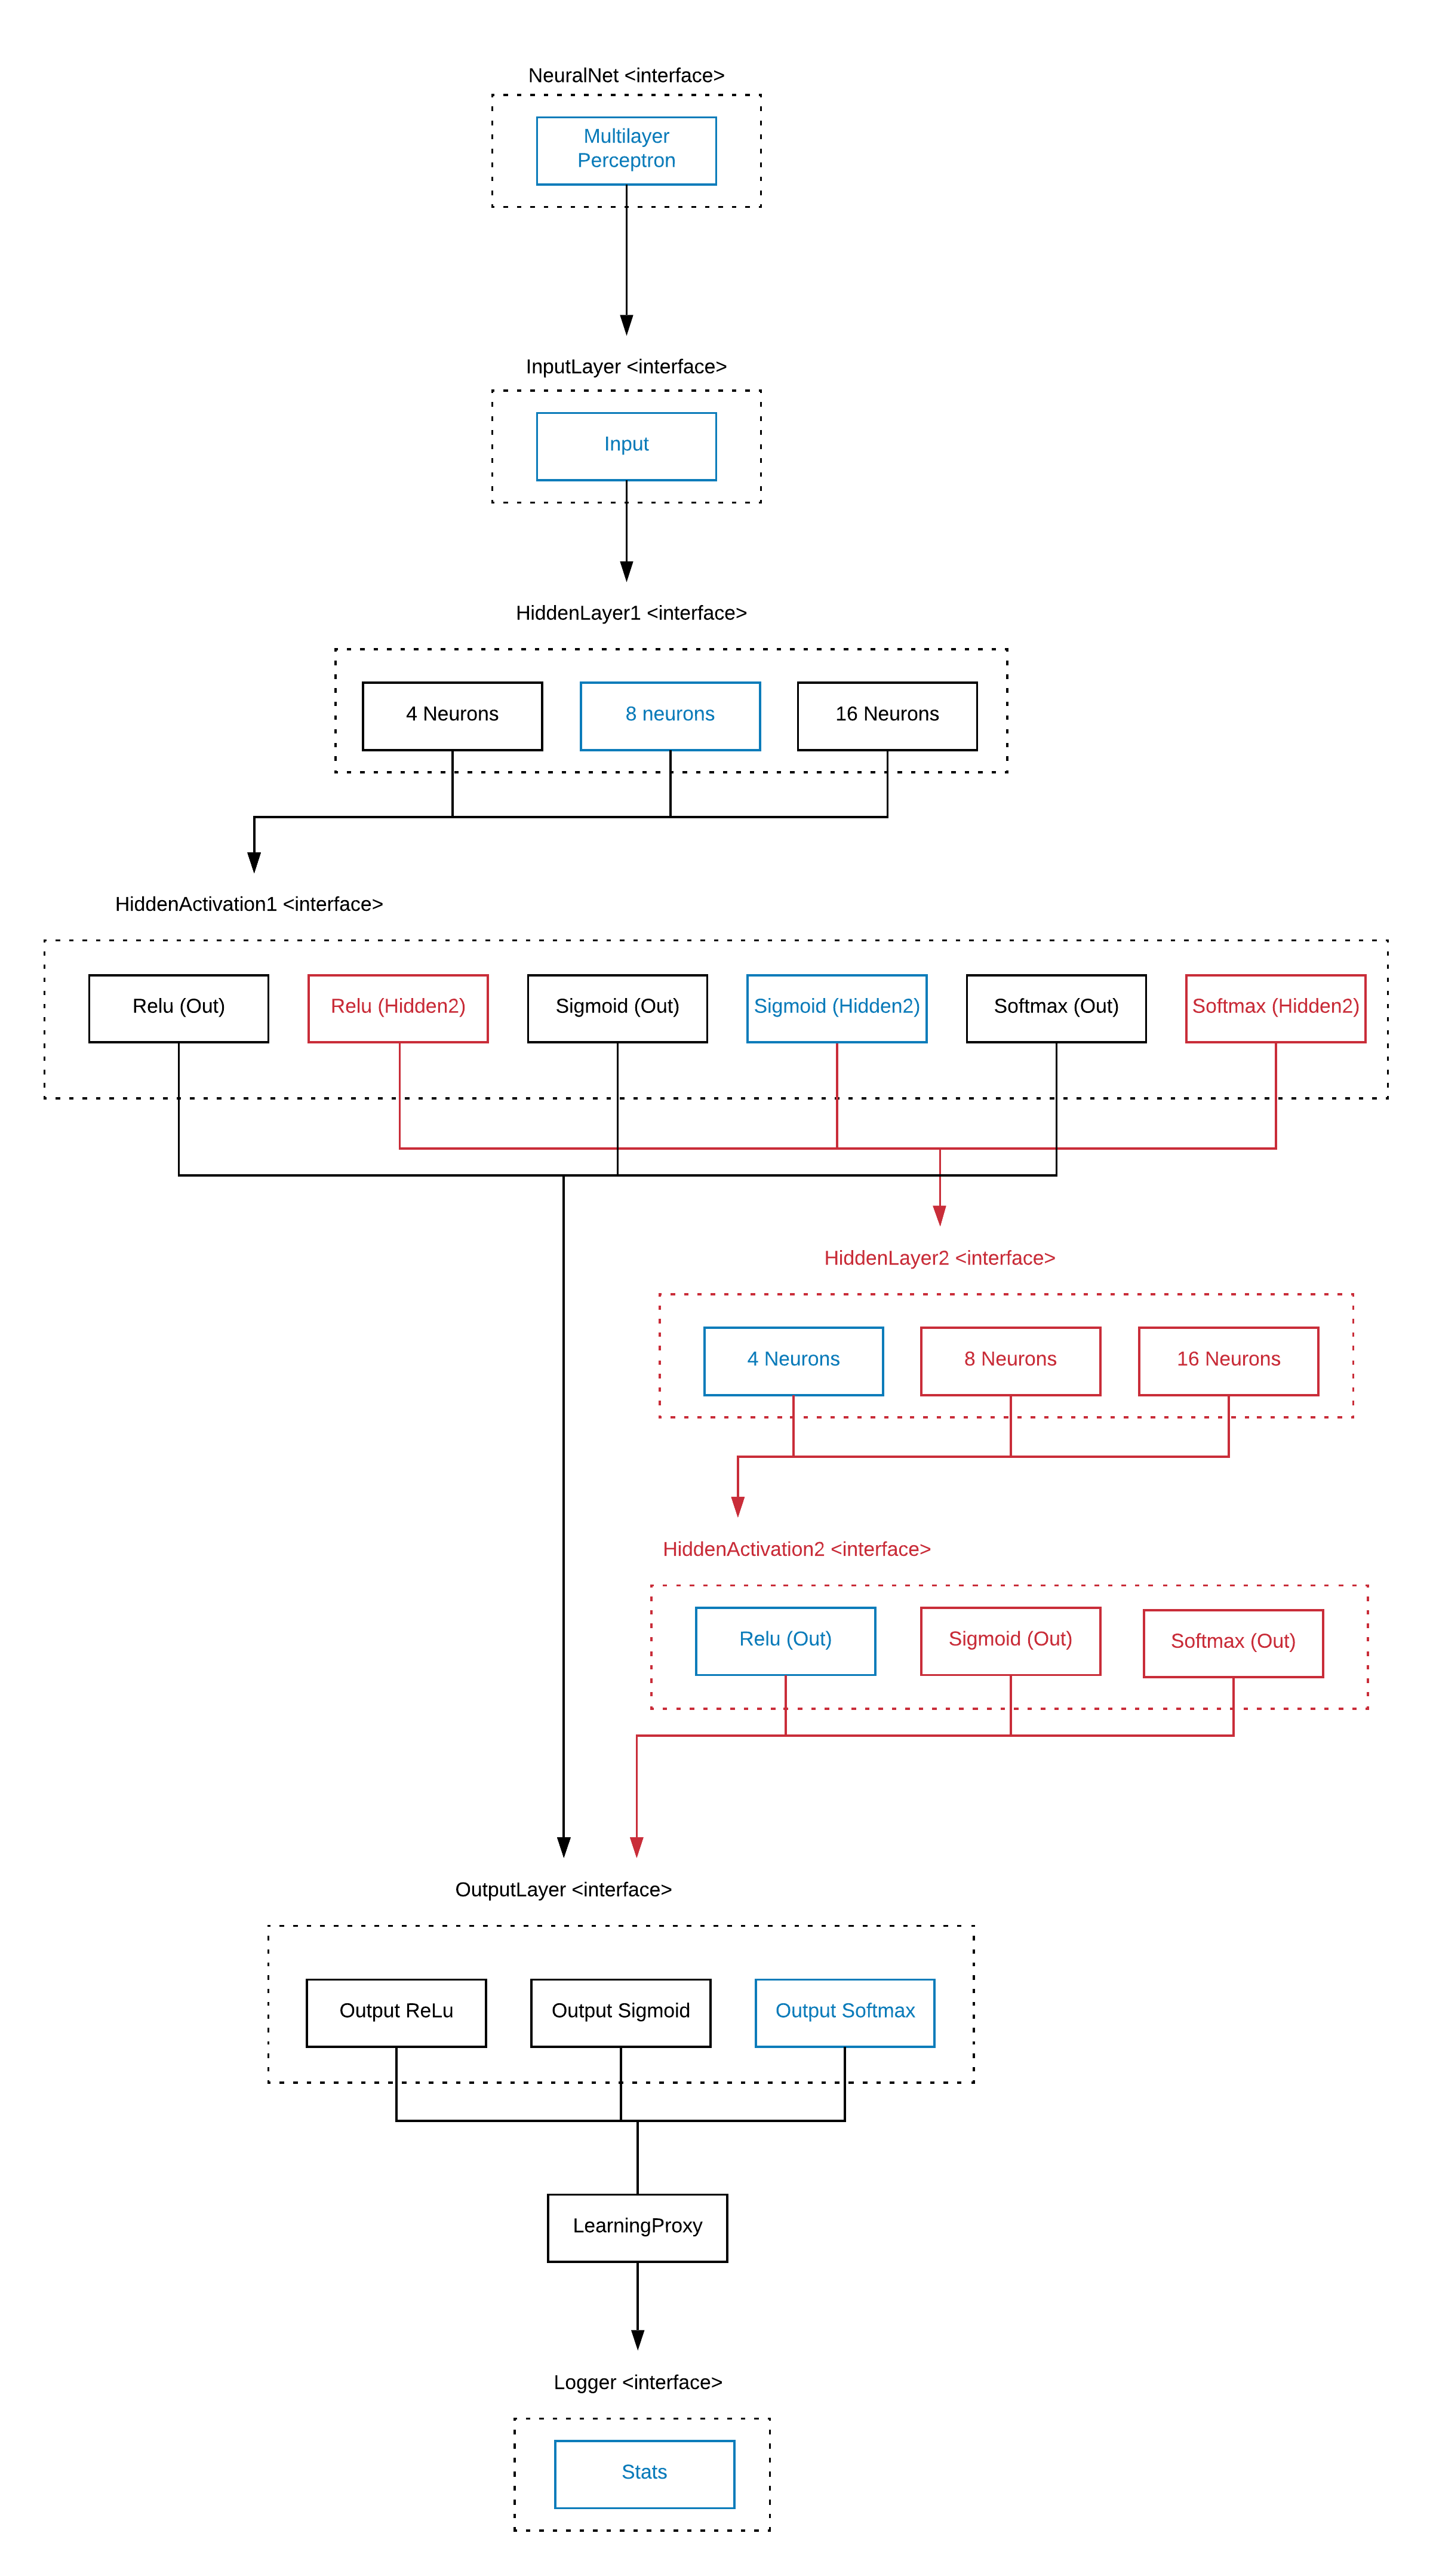 NeuralNet <interface>
Multilayer
Perceptron
InputLayer <interface>
Input
HiddenLayer1 <interface>
4 Neurons
8 neurons
16 Neurons
HiddenActivation1 <interface>
Relu (Out)
Relu (Hidden2)
Sigmoid (Out)
Sigmoid (Hidden2)
Softmax (Out)
Softmax (Hidden2)
HiddenLayer2 <interface>
4 Neurons
8 Neurons
16 Neurons
HiddenActivation2 <interface>
Relu (Out)
Sigmoid (Out)
Softmax (Out)
OutputLayer <interface>
Output ReLu
Output Sigmoid
Output Softmax
LearningProxy
Logger <interface>
Stats